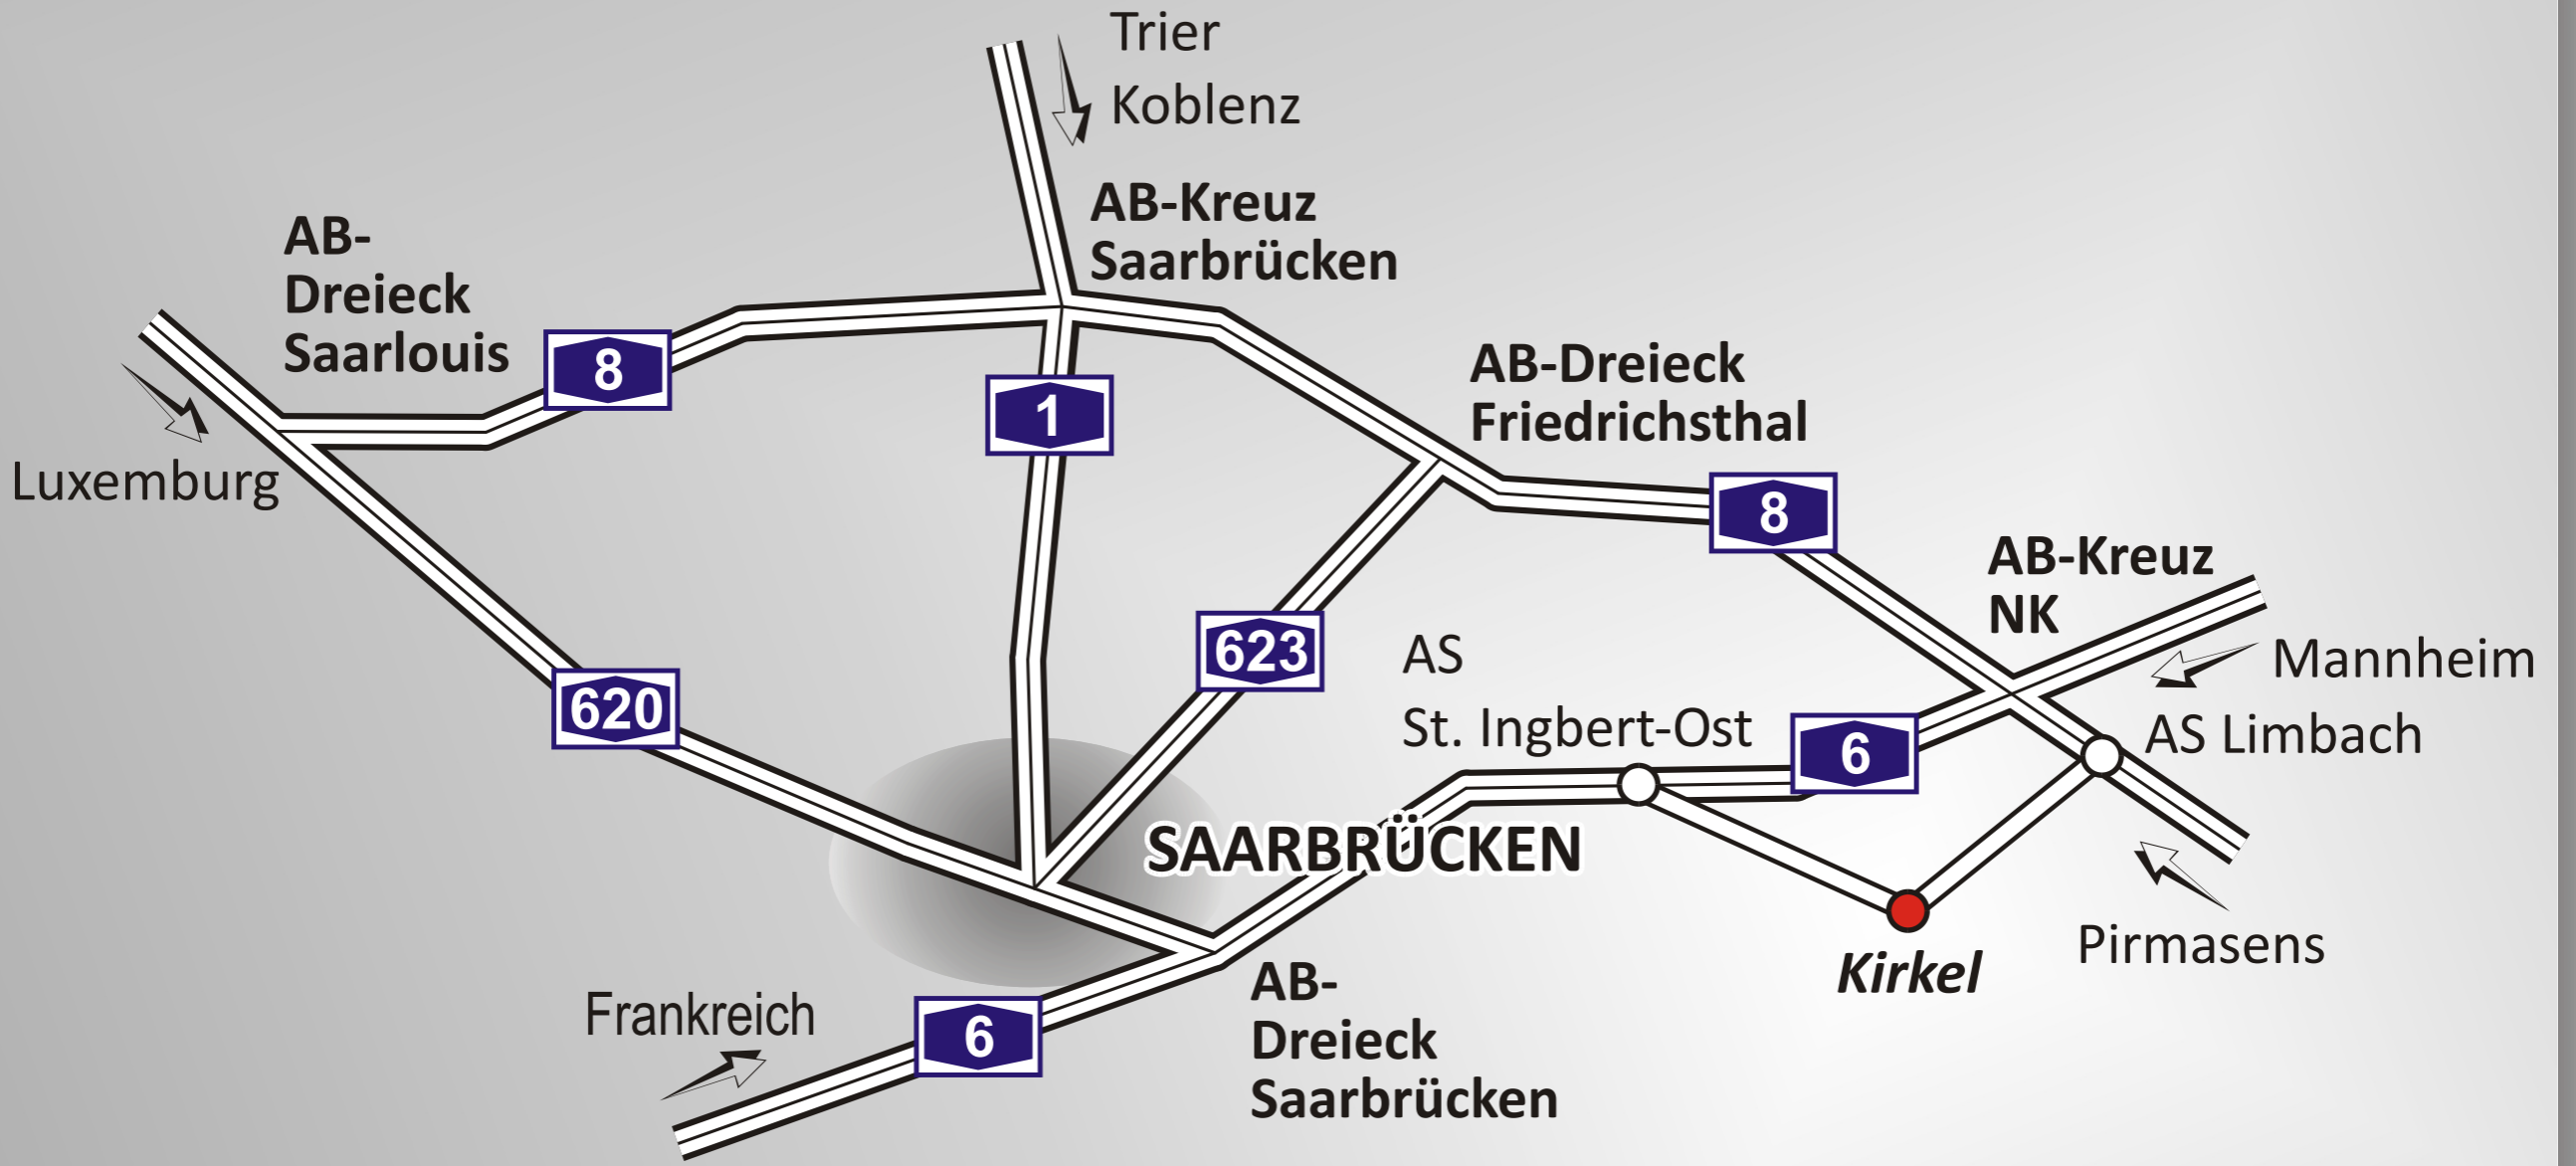 Trier
Koblenz
AB-Kreuz
Saarbrücken
AB-
Dreieck
Saarlouis
8
1
AB-Dreieck
Friedrichsthal
8
Luxemburg
AB-Kreuz
NK
623
AS
St. Ingbert-Ost
Mannheim
620
6
AS Limbach
SAARBRÜCKEN
Pirmasens
Kirkel
Frankreich
6
AB-
Dreieck
Saarbrücken